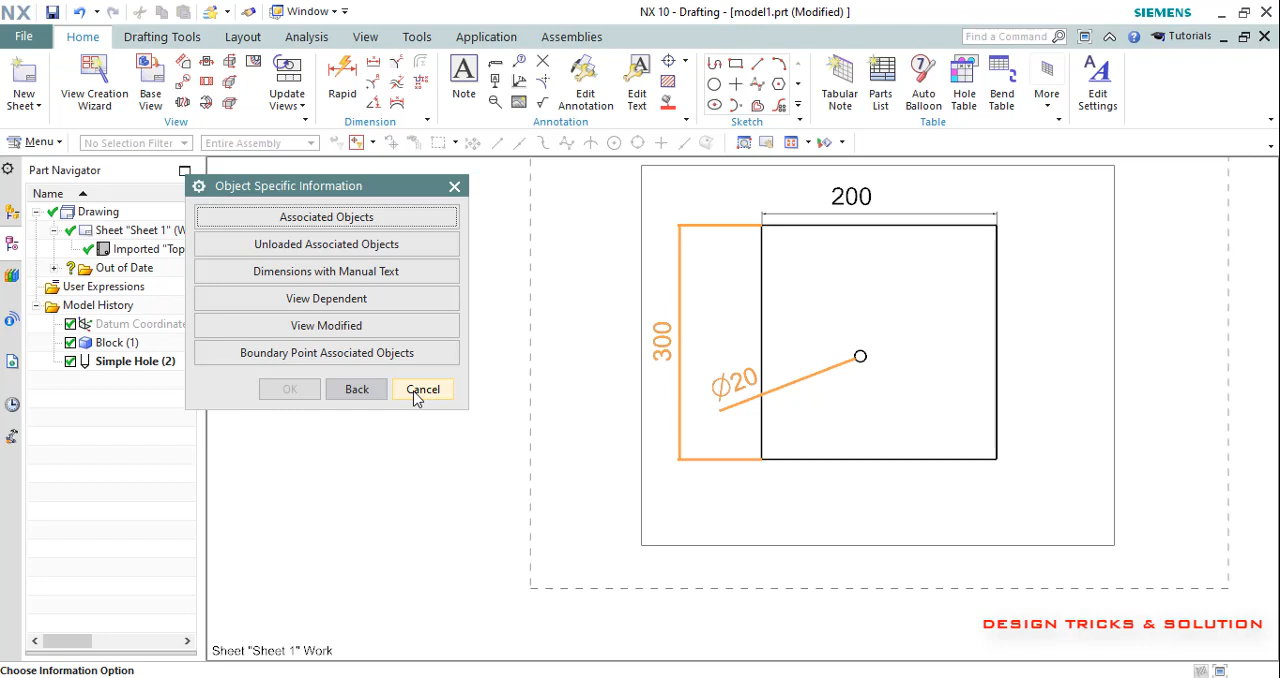 NX
Window
NX 10 - Drafting - [model1.prt (Modified) ]
SIEMENS
File
Home
Drafting Tools
Layout
Analysis
View
Tools
Application
Assemblies
Find a Command
Tutorials
New Sheet
View Creation Wizard
Base View
Update Views
View
Rapid
Dimension
Note
Edit Annotation
Edit Text
Annotation
Sketch
Tabular Note
Parts List
Auto Balloon
Hole Table
Bend Table
More
Table
Edit Settings
Menu
No Selection Filter
Entire Assembly
Part Navigator
Name
Drawing
Sheet "Sheet 1" (W
Imported "Top
Out of Date
User Expressions
Model History
Datum Coordinate
Block (1)
Simple Hole (2)
Object Specific Information
Associated Objects
Unloaded Associated Objects
Dimensions with Manual Text
View Dependent
View Modified
Boundary Point Associated Objects
OK
Back
Cancel
200
300
Ø20
DESIGN TRICKS & SOLUTION
Sheet "Sheet 1" Work
Choose Information Option